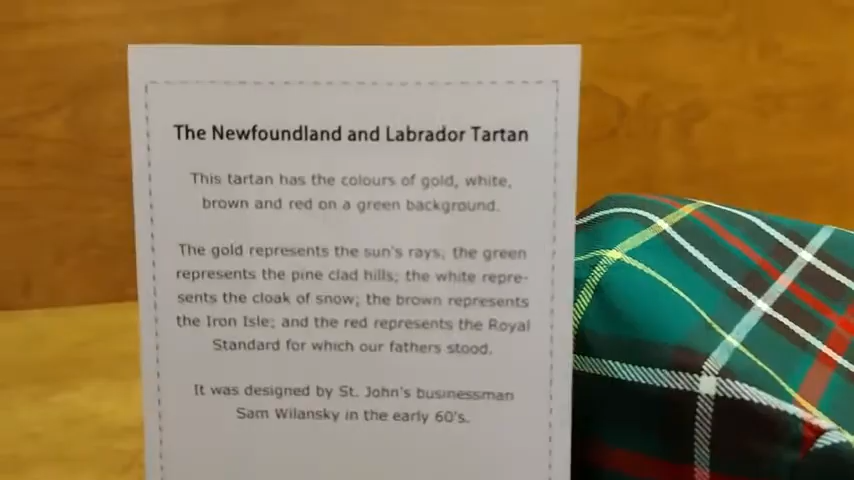 The Newfoundland and Labrador Tartan
This tartan has the colours of gold, white,
brown and red on a green background.
The gold represents the sun's rays; the green
represents the pine clad hills; the white repre-
sents the cloak of snow; the brown represents
the Iron Isle; and the red represents the Royal
Standard for which our fathers stood.
It was designed by St. John's businessman
Sam Wilansky in the early 60's.